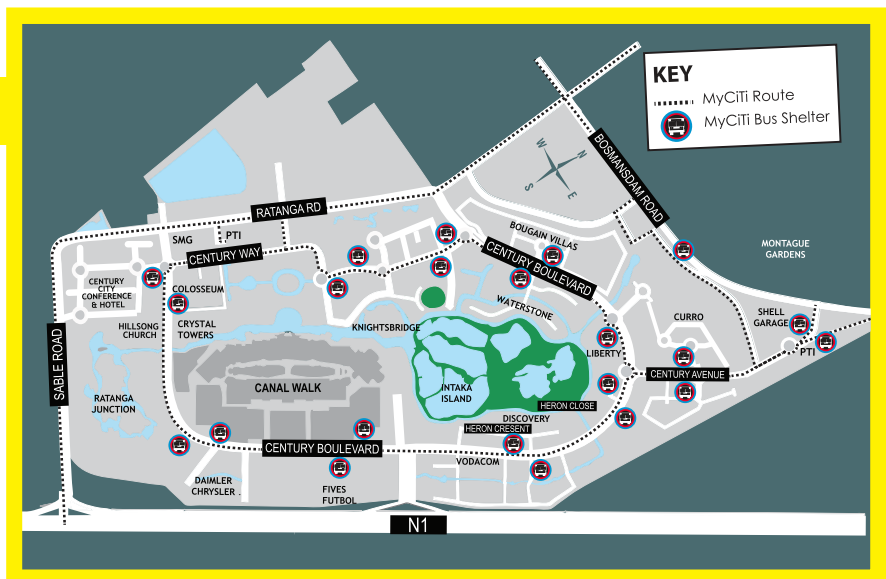 KEY
MyCiTi Route
MyCiTi Bus Shelter
W
N
S
E
BOSMANSDAM ROAD
RATANGA RD
SMG
PTI
BOUGAIN VILLAS
MONTAGUE
GARDENS
CENTURY WAY
CENTURY BOULEVARD
CENTURY
CITY
CONFERENCE
& HOTEL
COLOSSEUM
WATERSTONE
CURRO
SHELL
GARAGE
HILLSONG
CHURCH
CRYSTAL
TOWERS
KNIGHTSBRIDGE
LIBERTY
PTI
SABLE ROAD
CENTURY AVENUE
CANAL WALK
INTAKA
ISLAND
RATANGA
JUNCTION
HERON CLOSE
DISCOVERY
HERON CRESENT
CENTURY BOULEVARD
VODACOM
DAIMLER
CHRYSLER .
FIVES
FUTBOL
N1